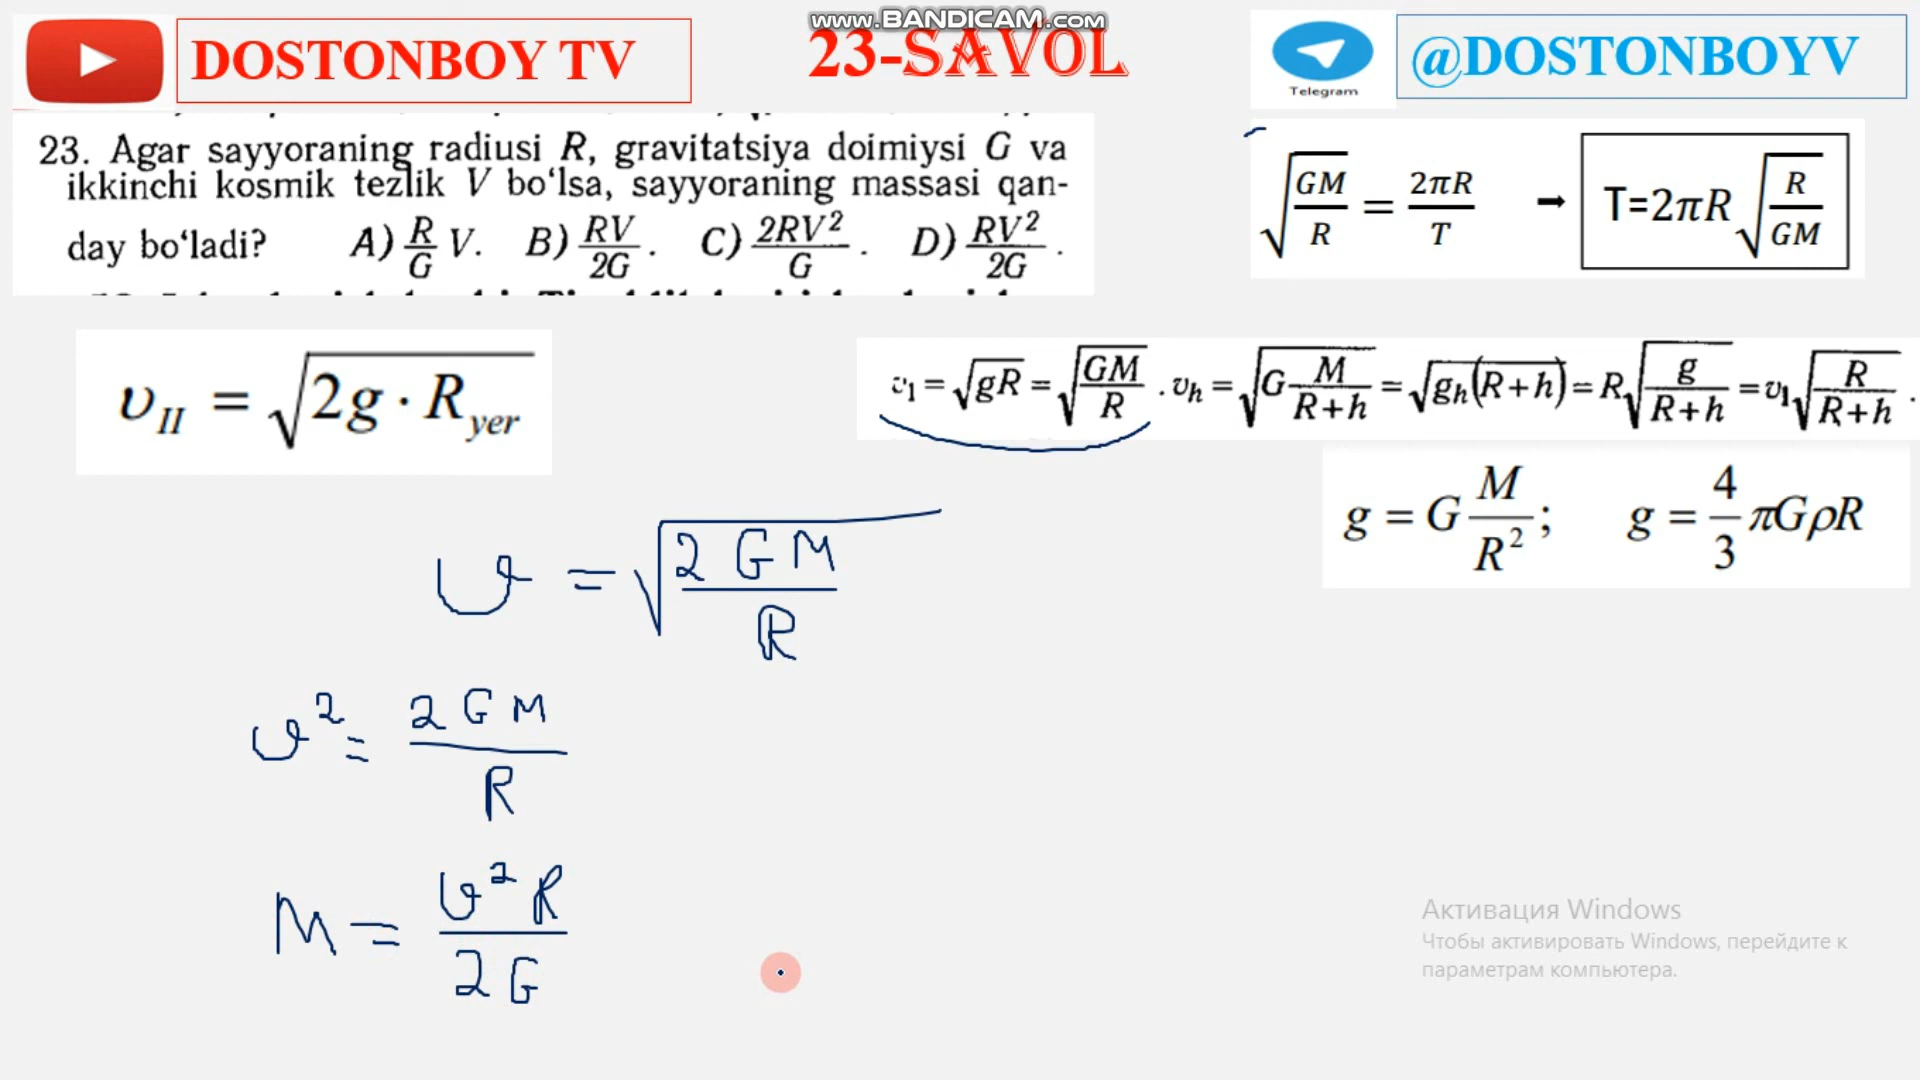 www.BANDICAM.com
DOSTONBOY TV
23-SAVOL
Telegram
@DOSTONBOYV
23. Agar sayyoraning radiusi R, gravitatsiya doimiysi G va
ikkinchi kosmik tezlik V bo‘lsa, sayyoraning massasi qan-
day bo‘ladi? A) R/G V. B) RV/2G. C) 2RV²/G. D) RV²/2G.
√(GM/R) = 2πR/T → T=2πR√(R/GM)
υ_II = √(2g · R_yer)
υ₁ = √(gR) = √(GM/R). υ_h = √(G M/(R+h)) = √(g_h(R+h)) = R√(g/(R+h)) = υ₁√(R/(R+h)).
g = G M/R²; g = 4/3 πGρR
υ = √(2GM/R)
υ² = 2GM/R
M = υ²R/2G
Активация Windows
Чтобы активировать Windows, перейдите к
параметрам компьютера.